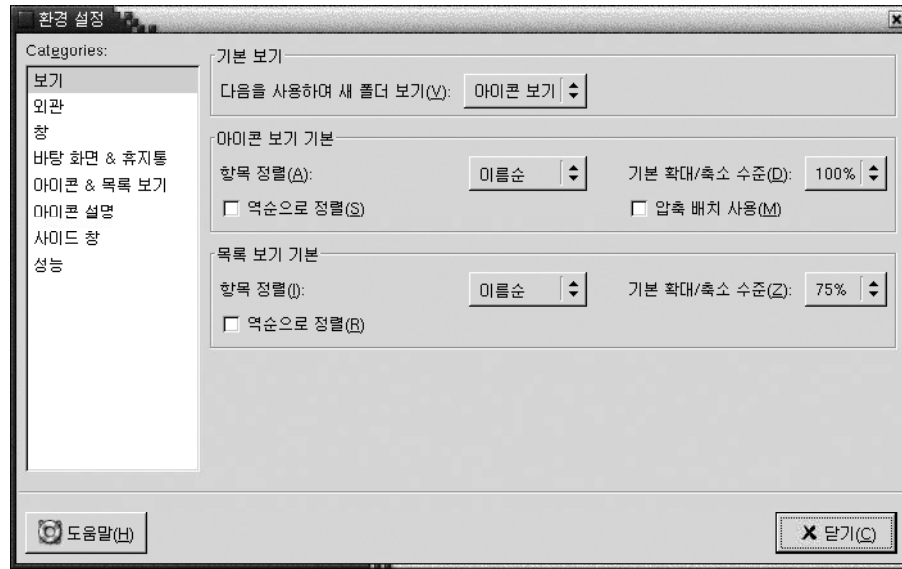 환경 설정
Categories:
보기
외관
창
바탕 화면 & 휴지통
아이콘 & 목록 보기
아이콘 설명
사이드 창
성능
기본 보기
다음을 사용하여 새 폴더 보기(V): 아이콘 보기
아이콘 보기 기본
항목 정렬(A): 이름순 기본 확대/축소 수준(D): 100%
역순으로 정렬(S) 압축 배치 사용(M)
목록 보기 기본
항목 정렬(I): 이름순 기본 확대/축소 수준(Z): 75%
역순으로 정렬(R)
도움말(H) 닫기(C)